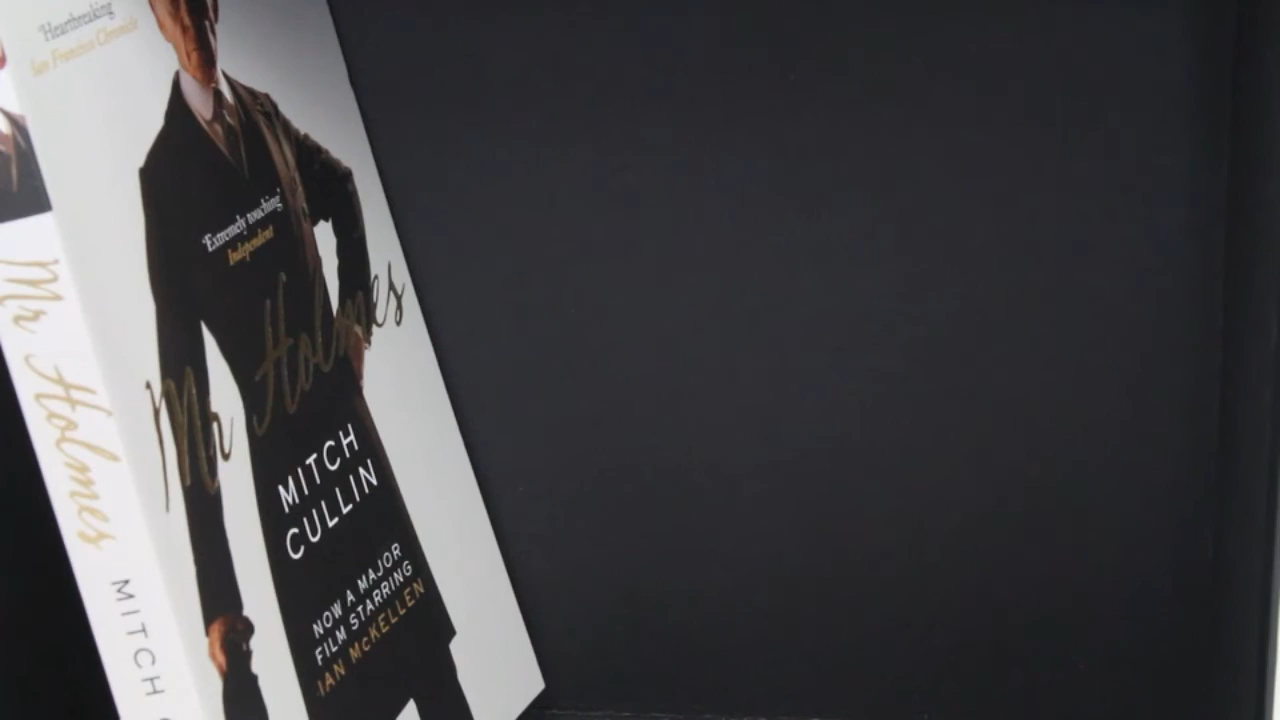 'Heartbreaking'
San Francisco Chronicle
'Extremely touching'
Independent
Mr Holmes
MITCH
CULLIN
NOW A MAJOR
FILM STARRING
IAN McKELLEN
Mr Holmes
MITCH